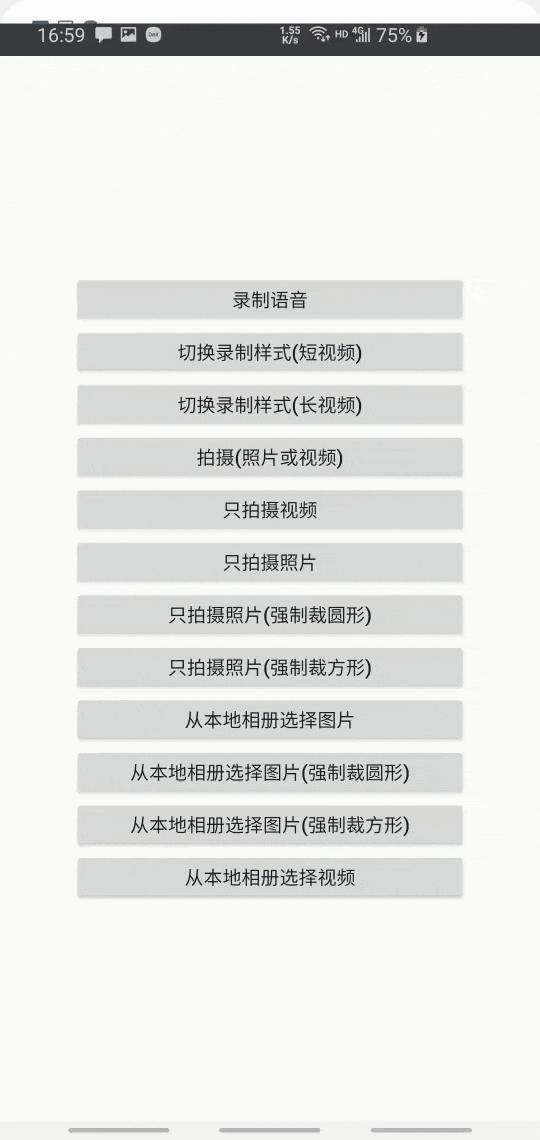 16:59
1.55
K/s
HD
4G
75%
录制语音
切换录制样式(短视频)
切换录制样式(长视频)
拍摄(照片或视频)
只拍摄视频
只拍摄照片
只拍摄照片(强制裁圆形)
只拍摄照片(强制裁方形)
从本地相册选择图片
从本地相册选择图片(强制裁圆形)
从本地相册选择图片(强制裁方形)
从本地相册选择视频